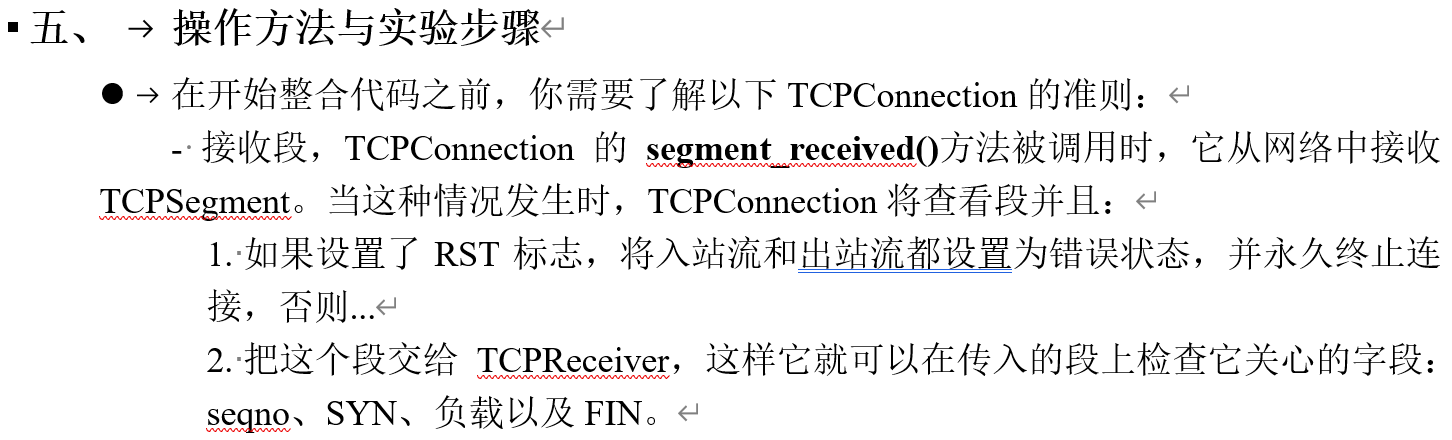 ▪五、 → 操作方法与实验步骤↵
● → 在开始整合代码之前，你需要了解以下 TCPConnection 的准则：↵
-· 接收段，TCPConnection 的 segment_received()方法被调用时，它从网络中接收
TCPSegment。当这种情况发生时，TCPConnection 将查看段并且：↵
1.·如果设置了 RST 标志，将入站流和出站流都设置为错误状态，并永久终止连
接，否则...↵
2.·把这个段交给 TCPReceiver，这样它就可以在传入的段上检查它关心的字段：
seqno、SYN、负载以及 FIN。↵